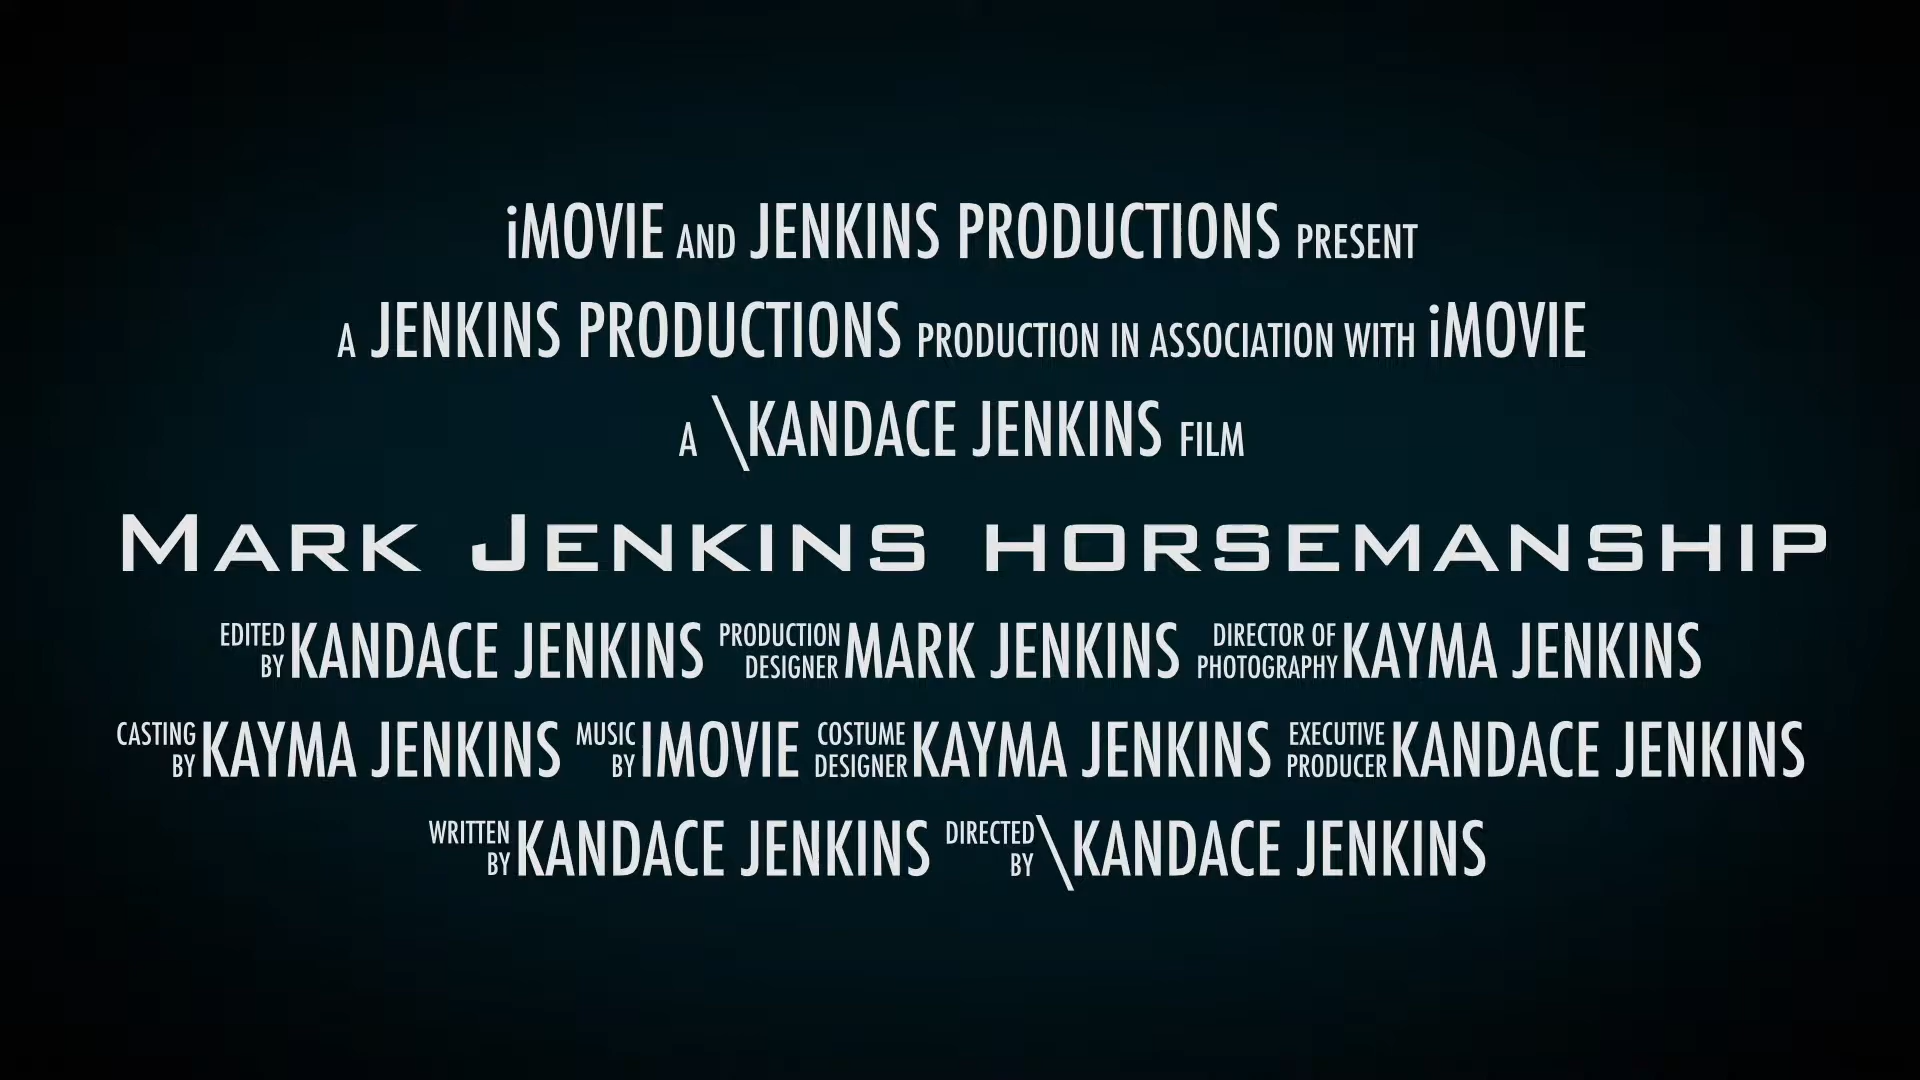 iMOVIE AND JENKINS PRODUCTIONS PRESENT
A JENKINS PRODUCTIONS PRODUCTION IN ASSOCIATION WITH iMOVIE
A \KANDACE JENKINS FILM
MARK JENKINS HORSEMANSHIP
EDITED BY KANDACE JENKINS PRODUCTION DESIGNER MARK JENKINS DIRECTOR OF PHOTOGRAPHY KAYMA JENKINS
CASTING BY KAYMA JENKINS MUSIC BY IMOVIE COSTUME DESIGNER KAYMA JENKINS EXECUTIVE PRODUCER KANDACE JENKINS
WRITTEN BY KANDACE JENKINS DIRECTED BY \KANDACE JENKINS